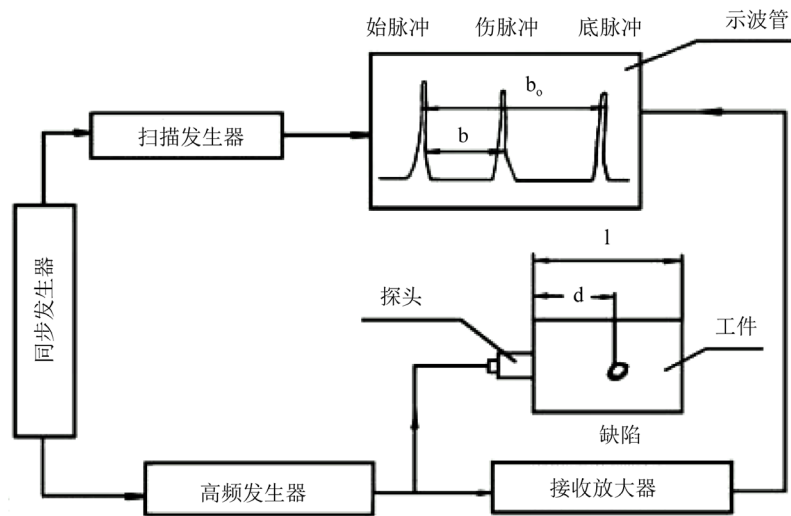 始脉冲 伤脉冲 底脉冲
示波管
b₀
b
扫描发生器
同步发生器
l
d
探头
工件
缺陷
高频发生器
接收放大器